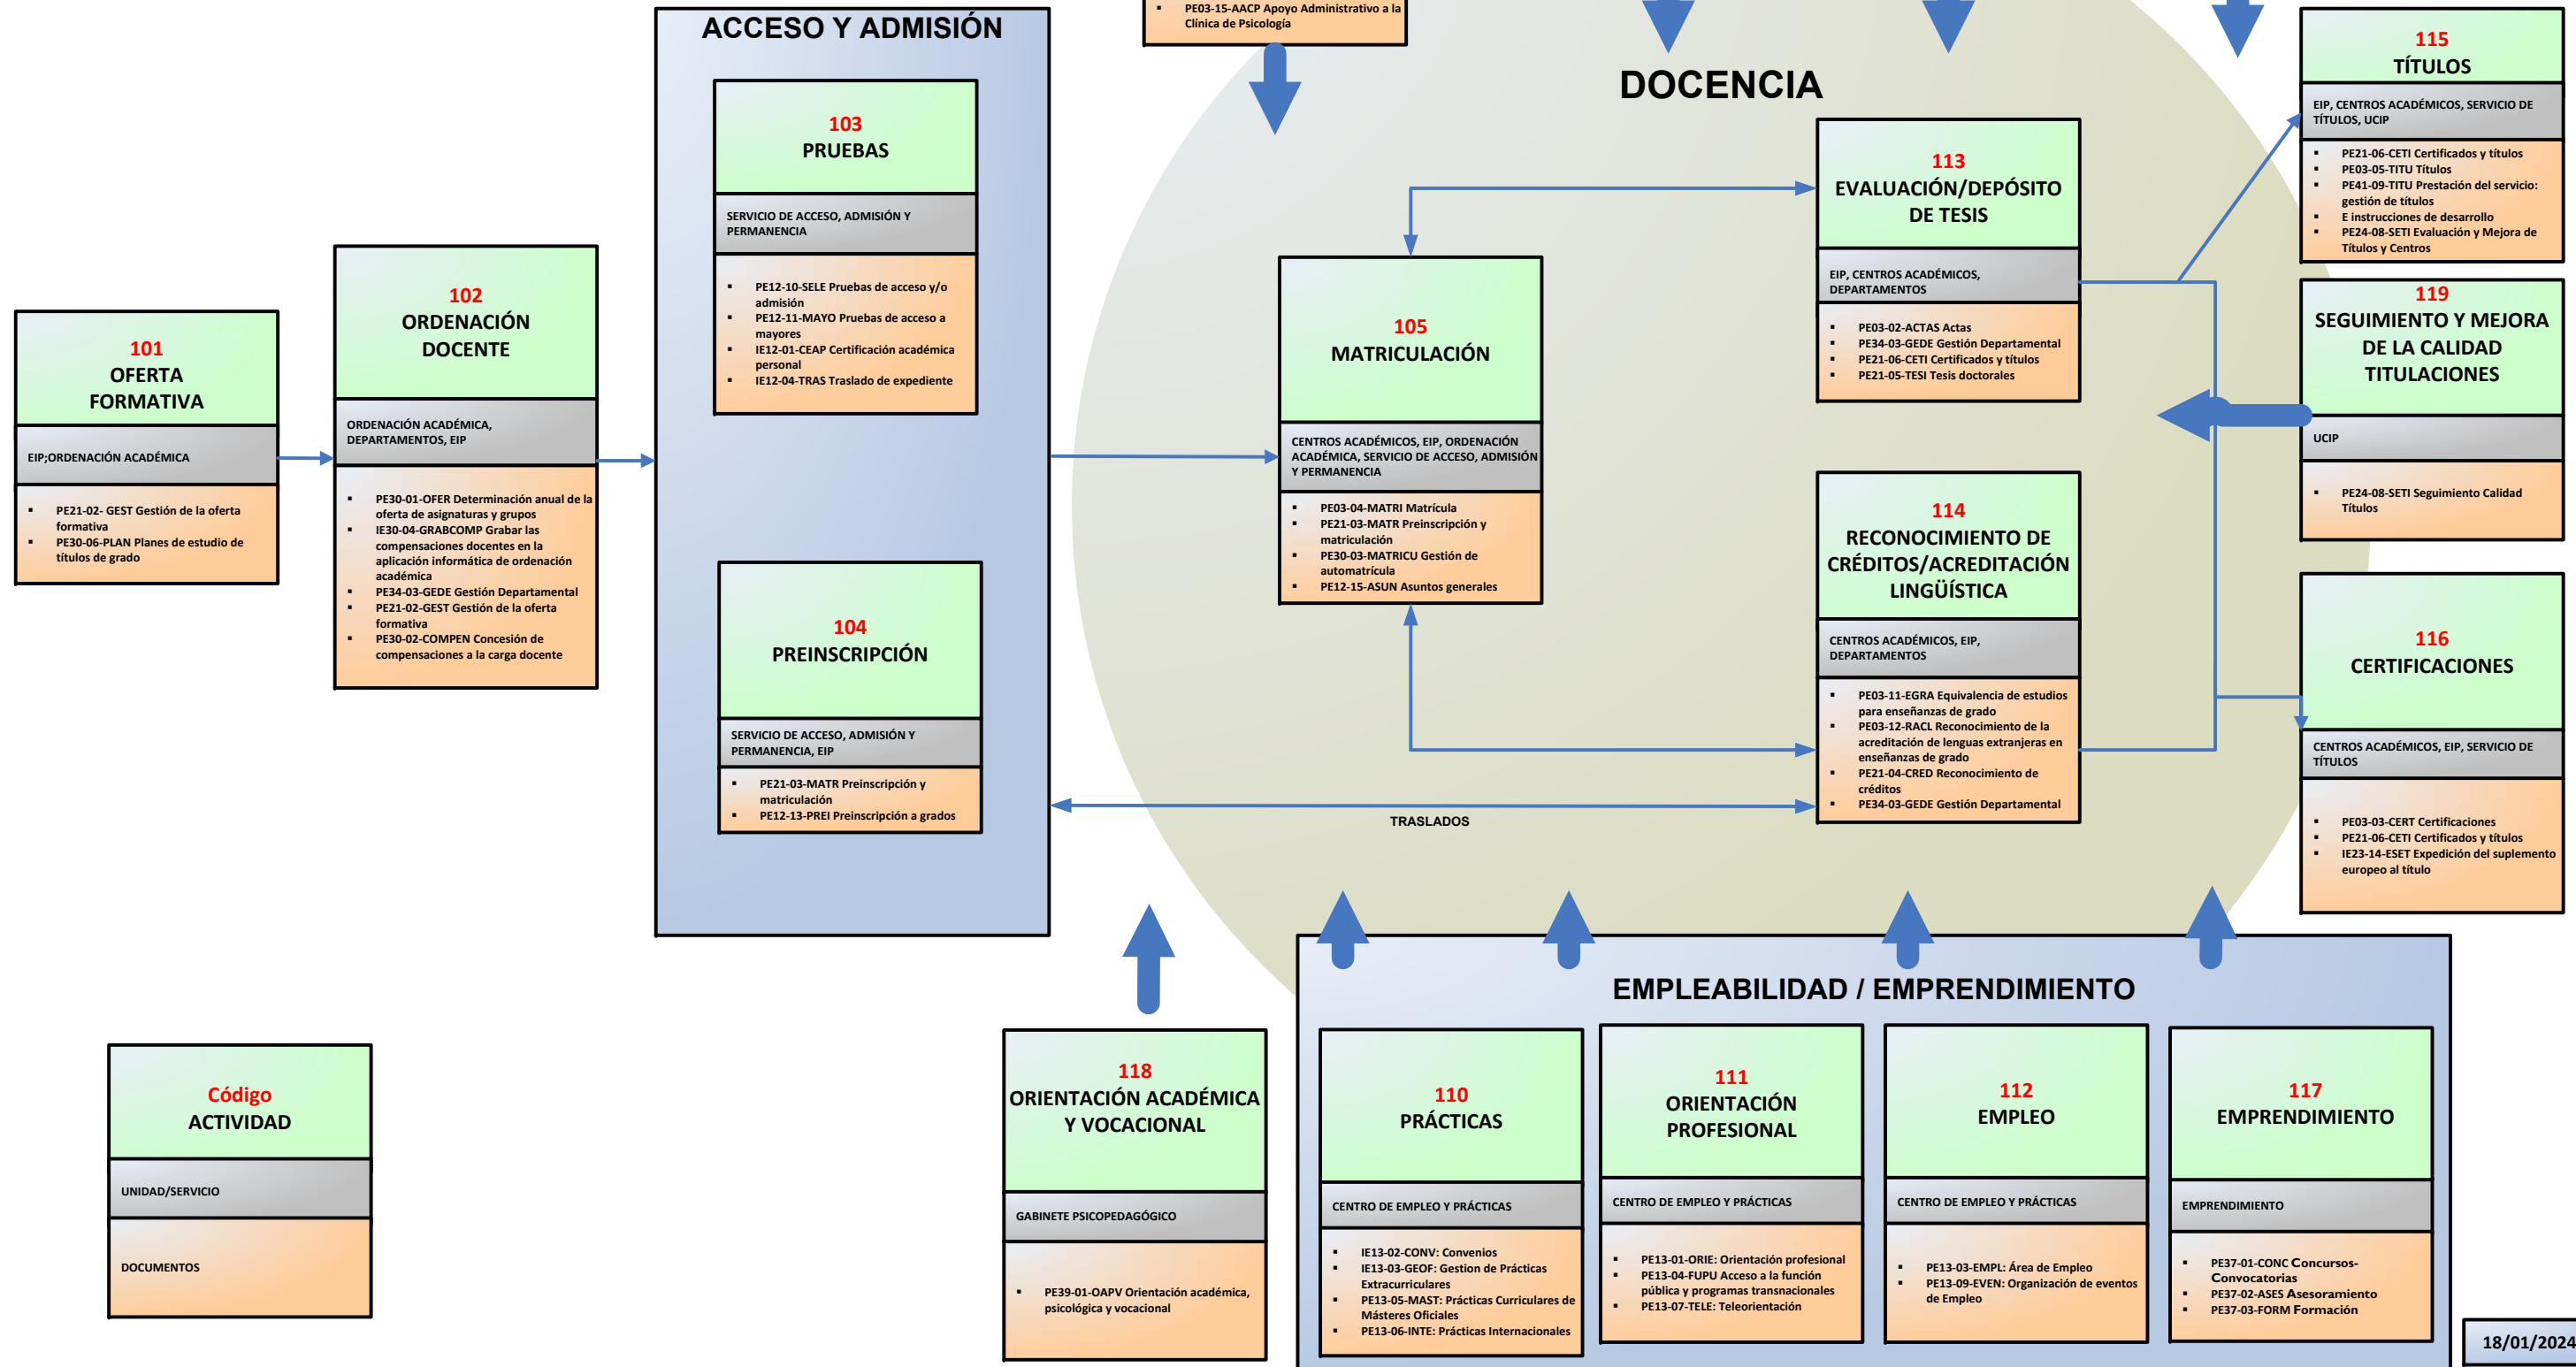 PE03-15-AACP Apoyo Administrativo a la
Clínica de Psicología
ACCESO Y ADMISIÓN
DOCENCIA
101
OFERTA
FORMATIVA
EIP;ORDENACIÓN ACADÉMICA
▪ PE21-02- GEST Gestión de la oferta
formativa
▪ PE30-06-PLAN Planes de estudio de
títulos de grado
102
ORDENACIÓN
DOCENTE
ORDENACIÓN ACADÉMICA,
DEPARTAMENTOS, EIP
▪ PE30-01-OFER Determinación anual de la
oferta de asignaturas y grupos
▪ IE30-04-GRABCOMP Grabar las
compensaciones docentes en la
aplicación informática de ordenación
académica
▪ PE34-03-GEDE Gestión Departamental
▪ PE21-02-GEST Gestión de la oferta
formativa
▪ PE30-02-COMPEN Concesión de
compensaciones a la carga docente
103
PRUEBAS
SERVICIO DE ACCESO, ADMISIÓN Y
PERMANENCIA
▪ PE12-10-SELE Pruebas de acceso y/o
admisión
▪ PE12-11-MAYO Pruebas de acceso a
mayores
▪ IE12-01-CEAP Certificación académica
personal
▪ IE12-04-TRAS Traslado de expediente
104
PREINSCRIPCIÓN
SERVICIO DE ACCESO, ADMISIÓN Y
PERMANENCIA, EIP
▪ PE21-03-MATR Preinscripción y
matriculación
▪ PE12-13-PREI Preinscripción a grados
105
MATRICULACIÓN
CENTROS ACADÉMICOS, EIP, ORDENACIÓN
ACADÉMICA, SERVICIO DE ACCESO, ADMISIÓN
Y PERMANENCIA
▪ PE03-04-MATRI Matrícula
▪ PE21-03-MATR Preinscripción y
matriculación
▪ PE30-03-MATRICU Gestión de
automatrícula
▪ PE12-15-ASUN Asuntos generales
113
EVALUACIÓN/DEPÓSITO
DE TESIS
EIP, CENTROS ACADÉMICOS,
DEPARTAMENTOS
▪ PE03-02-ACTAS Actas
▪ PE34-03-GEDE Gestión Departamental
▪ PE21-06-CETI Certificados y títulos
▪ PE21-05-TESI Tesis doctorales
114
RECONOCIMIENTO DE
CRÉDITOS/ACREDITACIÓN
LINGÜÍSTICA
CENTROS ACADÉMICOS, EIP,
DEPARTAMENTOS
▪ PE03-11-EGRA Equivalencia de estudios
para enseñanzas de grado
▪ PE03-12-RACL Reconocimiento de la
acreditación de lenguas extranjeras en
enseñanzas de grado
▪ PE21-04-CRED Reconocimiento de
créditos
▪ PE34-03-GEDE Gestión Departamental
TRASLADOS
115
TÍTULOS
EIP, CENTROS ACADÉMICOS, SERVICIO DE
TÍTULOS, UCIP
▪ PE21-06-CETI Certificados y títulos
▪ PE03-05-TITU Títulos
▪ PE41-09-TITU Prestación del servicio:
gestión de títulos
▪ E instrucciones de desarrollo
▪ PE24-08-SETI Evaluación y Mejora de
Títulos y Centros
119
SEGUIMIENTO Y MEJORA
DE LA CALIDAD
TITULACIONES
UCIP
▪ PE24-08-SETI Seguimiento Calidad
Títulos
116
CERTIFICACIONES
CENTROS ACADÉMICOS, EIP, SERVICIO DE
TÍTULOS
▪ PE03-03-CERT Certificaciones
▪ PE21-06-CETI Certificados y títulos
▪ IE23-14-ESET Expedición del suplemento
europeo al título
Código
ACTIVIDAD
UNIDAD/SERVICIO
DOCUMENTOS
118
ORIENTACIÓN ACADÉMICA
Y VOCACIONAL
GABINETE PSICOPEDAGÓGICO
▪ PE39-01-OAPV Orientación académica,
psicológica y vocacional
EMPLEABILIDAD / EMPRENDIMIENTO
110
PRÁCTICAS
CENTRO DE EMPLEO Y PRÁCTICAS
▪ IE13-02-CONV: Convenios
▪ IE13-03-GEOF: Gestion de Prácticas
Extracurriculares
▪ PE13-05-MAST: Prácticas Curriculares de
Másteres Oficiales
▪ PE13-06-INTE: Prácticas Internacionales
111
ORIENTACIÓN
PROFESIONAL
CENTRO DE EMPLEO Y PRÁCTICAS
▪ PE13-01-ORIE: Orientación profesional
▪ PE13-04-FUPU Acceso a la función
pública y programas transnacionales
▪ PE13-07-TELE: Teleorientación
112
EMPLEO
CENTRO DE EMPLEO Y PRÁCTICAS
▪ PE13-03-EMPL: Área de Empleo
▪ PE13-09-EVEN: Organización de eventos
de Empleo
117
EMPRENDIMIENTO
EMPRENDIMIENTO
▪ PE37-01-CONC Concursos-
Convocatorias
▪ PE37-02-ASES Asesoramiento
▪ PE37-03-FORM Formación
18/01/2024